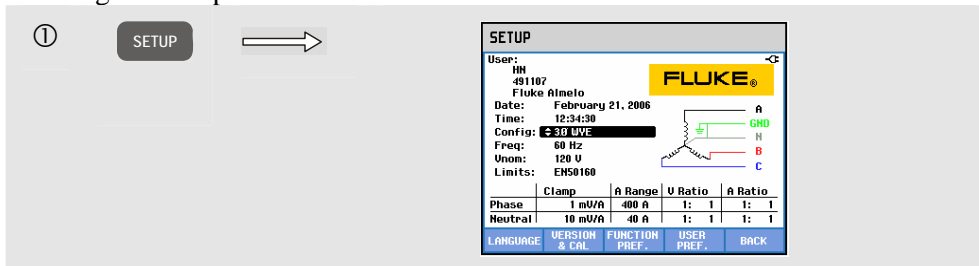 ①
SETUP
SETUP
User:
HN
491107
Fluke Almelo
FLUKE®
Date: February 21, 2006
Time: 12:34:30
Config: 3Ø WYE
Freq: 60 Hz
Vnom: 120 V
Limits: EN50160
A
GND
N
B
C
Clamp A Range V Ratio A Ratio
Phase 1 mV/A 400 A 1: 1 1: 1
Neutral 10 mV/A 40 A 1: 1 1: 1
LANGUAGE VERSION & CAL FUNCTION PREF. USER PREF. BACK